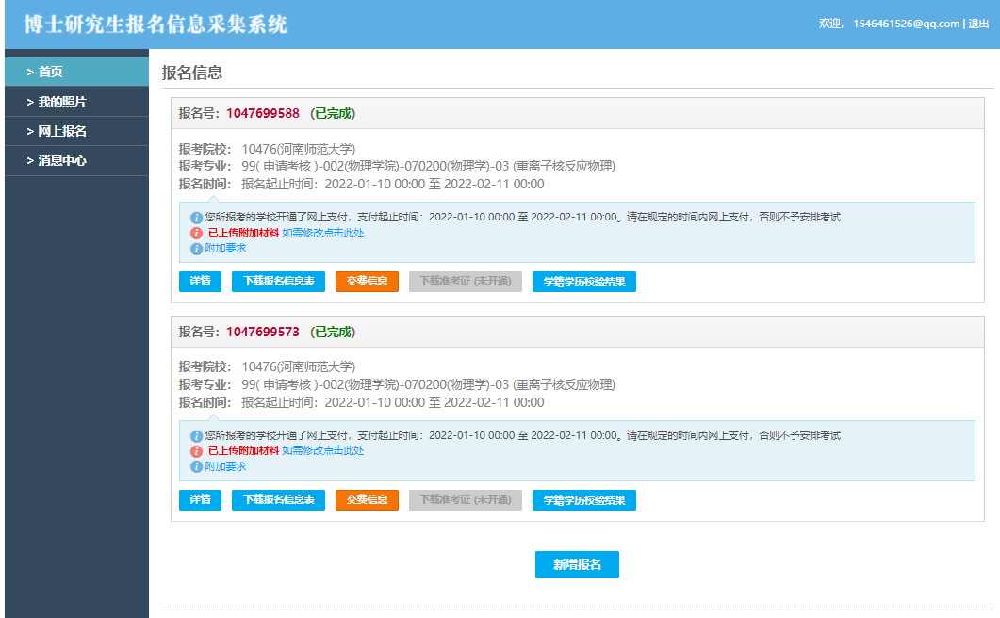 博士研究生报名信息采集系统
欢迎, 1546461526@qq.com | 退出
> 首页
> 我的照片
> 网上报名
> 消息中心
报名信息
报名号：1047699588 （已完成）
报考院校： 10476(河南师范大学)
报考专业： 99( 申请考核 )-002(物理学院)-070200(物理学)-03 (重离子核反应物理)
报名时间： 报名起止时间：2022-01-10 00:00 至 2022-02-11 00:00
您所报考的学校开通了网上支付，支付起止时间：2022-01-10 00:00 至 2022-02-11 00:00。请在规定的时间内网上支付，否则不予安排考试
已上传附加材料 如需修改点击此处
附加要求
详情 下载报名信息表 交费信息 下载准考证 (未开通) 学籍学历校验结果
报名号：1047699573 （已完成）
报考院校： 10476(河南师范大学)
报考专业： 99( 申请考核 )-002(物理学院)-070200(物理学)-03 (重离子核反应物理)
报名时间： 报名起止时间：2022-01-10 00:00 至 2022-02-11 00:00
您所报考的学校开通了网上支付，支付起止时间：2022-01-10 00:00 至 2022-02-11 00:00。请在规定的时间内网上支付，否则不予安排考试
已上传附加材料 如需修改点击此处
附加要求
详情 下载报名信息表 交费信息 下载准考证 (未开通) 学籍学历校验结果
新增报名